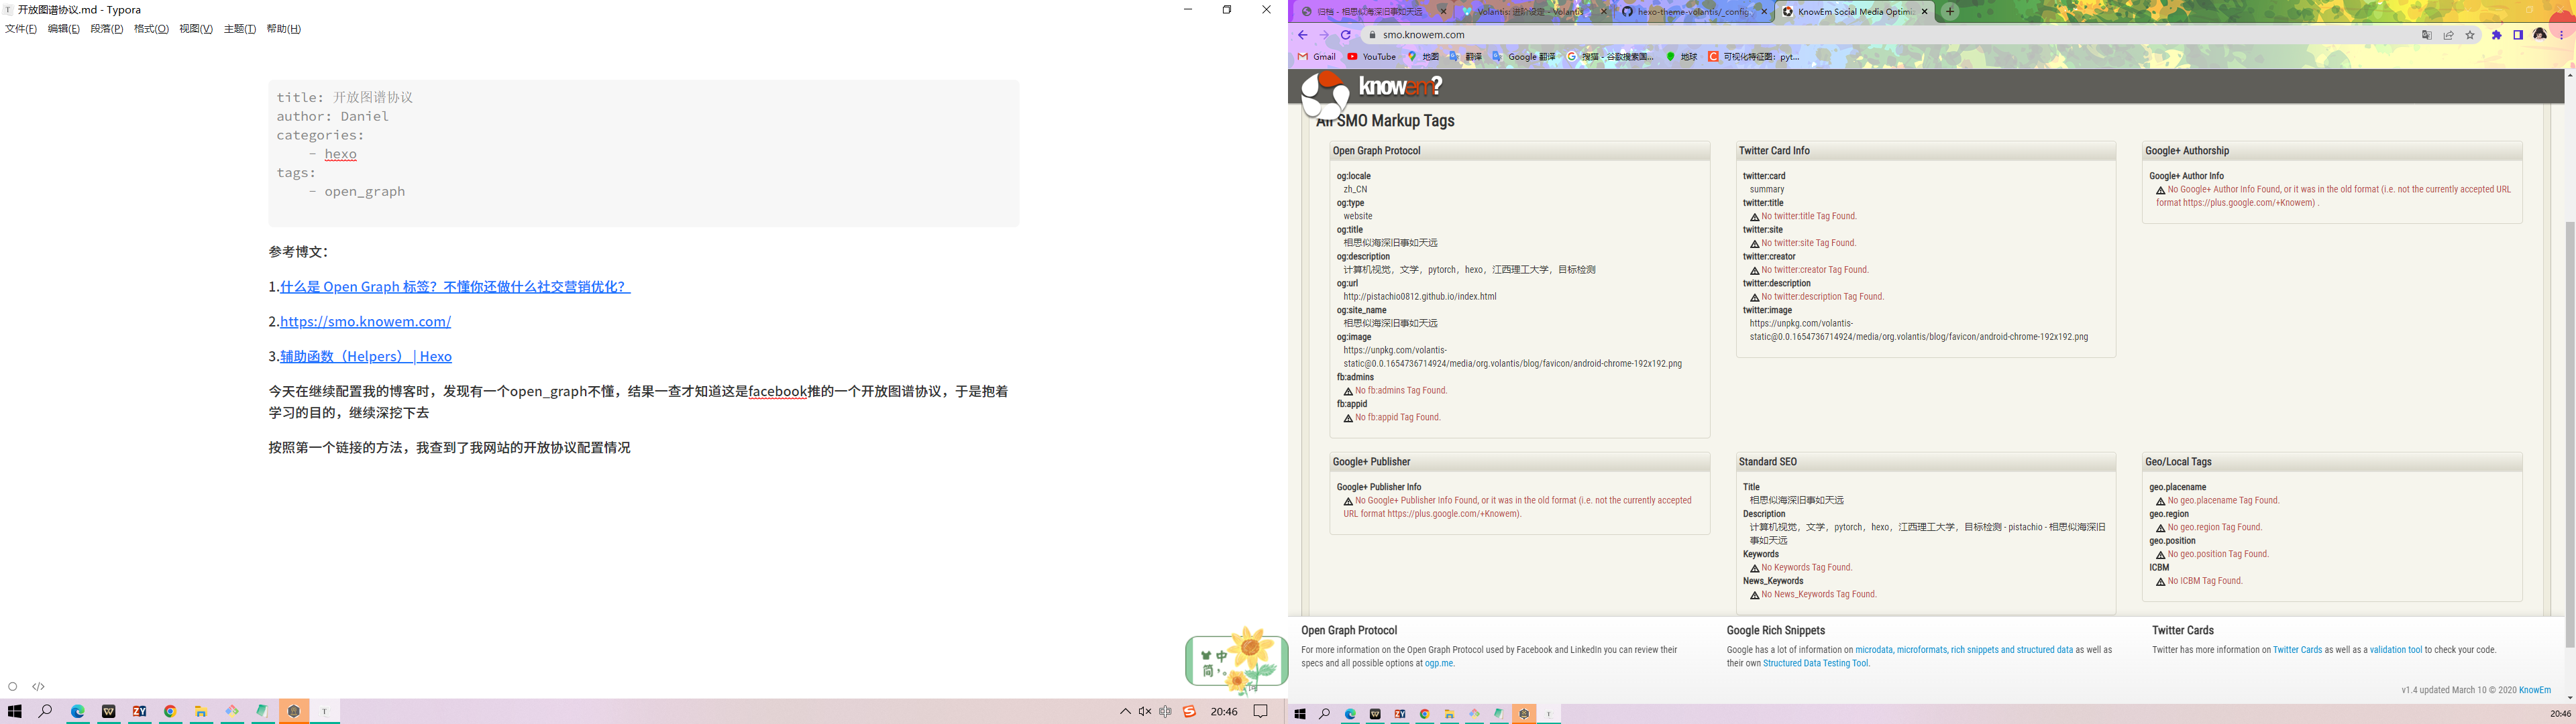 开放图谱协议.md - Typora
文件(F) 编辑(E) 段落(P) 格式(O) 视图(V) 主题(T) 帮助(H)
title: 开放图谱协议
author: Daniel
categories:
- hexo
tags:
- open_graph
参考博文：
1.什么是 Open Graph 标签？不懂你还做什么社交营销优化？
2.https://smo.knowem.com/
3.辅助函数（Helpers） | Hexo
今天在继续配置我的博客时，发现有一个open_graph不懂，结果一查才知道这是facebook推的一个开放图谱协议，于是抱着
学习的目的，继续深挖下去
按照第一个链接的方法，我查到了我网站的开放协议配置情况
中
简
20:46
归档 - 相思似海深旧事如天远
Volantis: 进阶设定 - Volantis
hexo-theme-volantis/_config
KnowEm Social Media Optimiz
smo.knowem.com
Gmail YouTube 地图 翻译 Google 翻译 搜猫 - 谷歌搜索国... 地球 可视化特征图：pyt...
knowem?
All SMO Markup Tags
Open Graph Protocol
og:locale
zh_CN
og:type
website
og:title
相思似海深旧事如天远
og:description
计算机视觉，文学，pytorch，hexo，江西理工大学，目标检测
og:url
http://pistachio0812.github.io/index.html
og:site_name
相思似海深旧事如天远
og:image
https://unpkg.com/volantis-
static@0.0.1654736714924/media/org.volantis/blog/favicon/android-chrome-192x192.png
fb:admins
No fb:admins Tag Found.
fb:appid
No fb:appid Tag Found.
Twitter Card Info
twitter:card
summary
twitter:title
No twitter:title Tag Found.
twitter:site
No twitter:site Tag Found.
twitter:creator
No twitter:creator Tag Found.
twitter:description
No twitter:description Tag Found.
twitter:image
https://unpkg.com/volantis-
static@0.0.1654736714924/media/org.volantis/blog/favicon/android-chrome-192x192.png
Google+ Authorship
Google+ Author Info
No Google+ Author Info Found, or it was in the old format (i.e. not the currently accepted URL
format https://plus.google.com/+Knowem) .
Google+ Publisher
Google+ Publisher Info
No Google+ Publisher Info Found, or it was in the old format (i.e. not the currently accepted
URL format https://plus.google.com/+Knowem).
Standard SEO
Title
相思似海深旧事如天远
Description
计算机视觉，文学，pytorch，hexo，江西理工大学，目标检测 - pistachio - 相思似海深旧
事如天远
Keywords
No Keywords Tag Found.
News_Keywords
No News_Keywords Tag Found.
Geo/Local Tags
geo.placename
No geo.placename Tag Found.
geo.region
No geo.region Tag Found.
geo.position
No geo.position Tag Found.
ICBM
No ICBM Tag Found.
Open Graph Protocol
For more information on the Open Graph Protocol used by Facebook and LinkedIn you can review their
specs and all possible options at ogp.me.
Google Rich Snippets
Google has a lot of information on microdata, microformats, rich snippets and structured data as well as
their own Structured Data Testing Tool.
Twitter Cards
Twitter has more information on Twitter Cards as well as a validation tool to check your code.
v1.4 updated March 10 © 2020 KnowEm
20:46